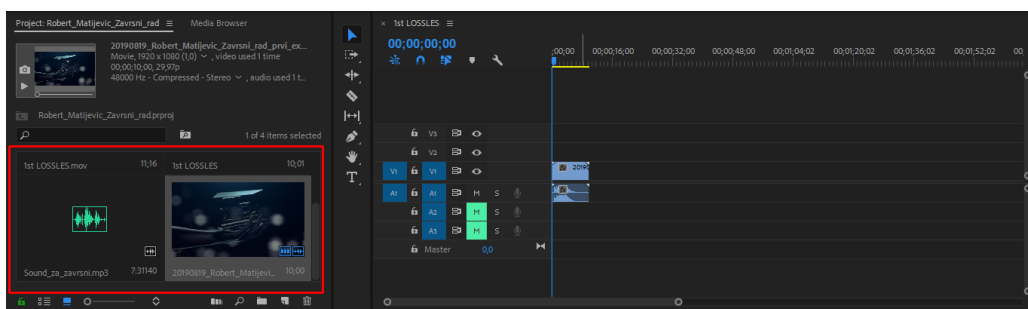 Project: Robert_Matijevic_Zavrsni_rad
Media Browser
20190819_Robert_Matijevic_Zavrsni_rad_prvi_ex...
Movie, 1920 x 1080 (1,0) , video used 1 time
00;00;10;00, 29,97p
48000 Hz - Compressed - Stereo , audio used 1 t...
Robert_Matijevic_Zavrsni_rad.prproj
1 of 4 items selected
1st LOSSLES.mov 11;16
1st LOSSLES 10;01
Sound_za_zavrsni.mp3 7:31140
20190819_Robert_Matijevi... 10;00
T
× 1st LOSSLES
00;00;00;00
;00;00 00;00;16;00 00;00;32;00 00;00;48;00 00;01;04;02 00;01;20;02 00;01;36;02 00;01;52;02 00
V3
V2
V1 V1 2019
A1 A1 M S
A2 M S
A3 M S
Master 0,0